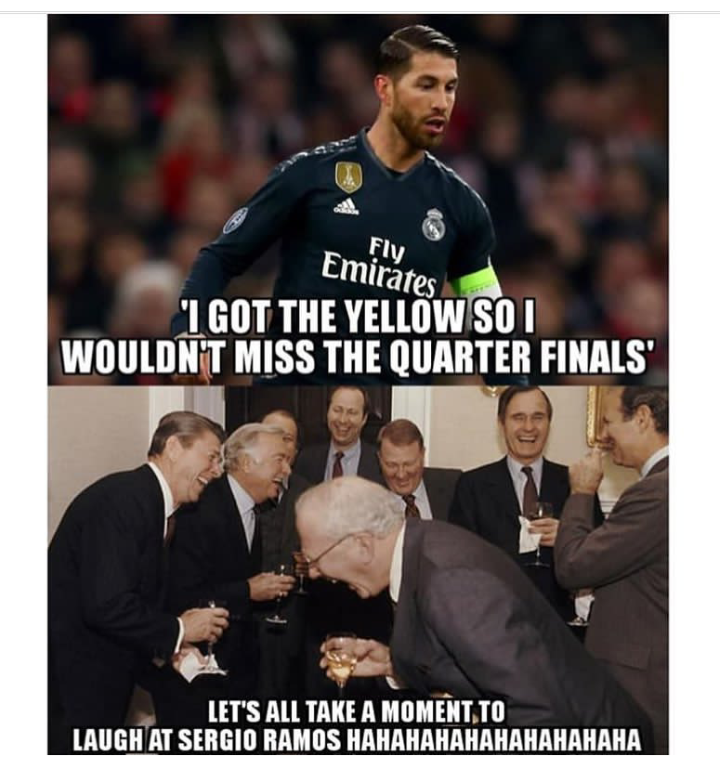 adidas
Fly
Emirates
'I GOT THE YELLOW SO I
WOULDN'T MISS THE QUARTER FINALS'
LET'S ALL TAKE A MOMENT TO
LAUGH AT SERGIO RAMOS HAHAHAHAHAHAHAHAHAHA